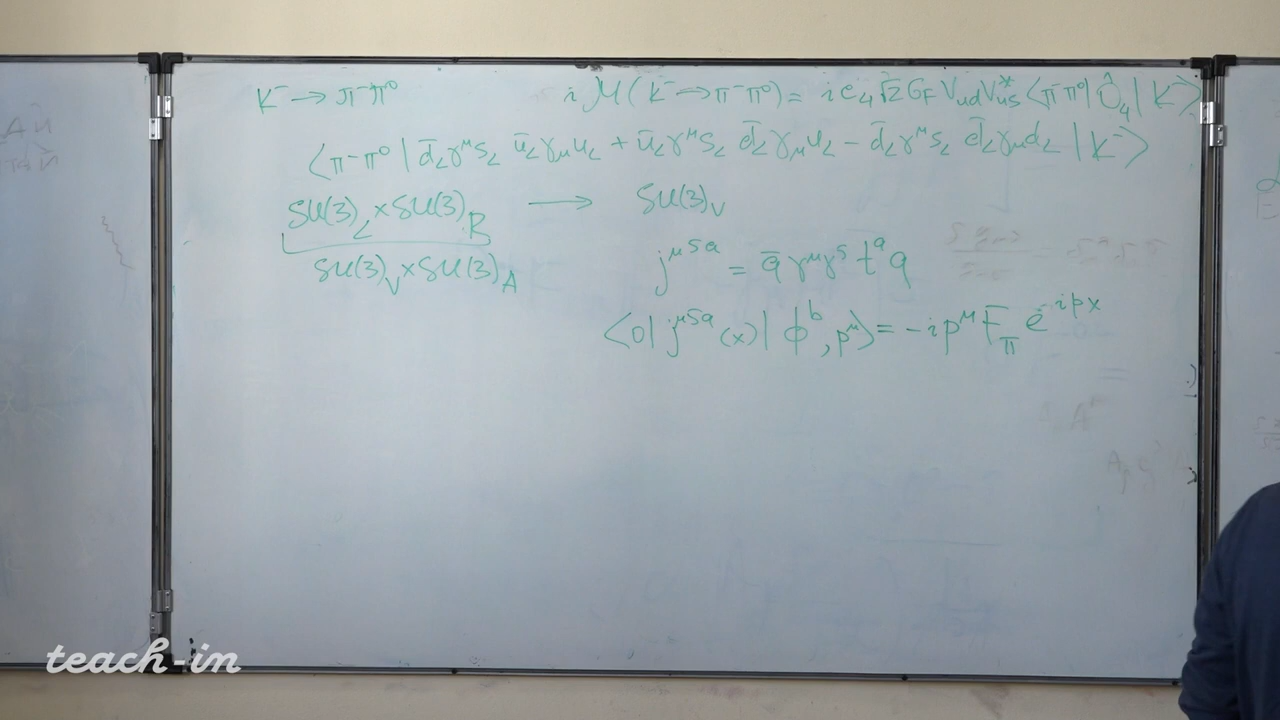 K⁻ → π⁻π⁰ iM(K⁻→π⁻π⁰) = ic₄√2 G_F V_ud V_us* ⟨π⁻π⁰| Ô₄ | K⁻⟩
⟨π⁻π⁰ | d̄_L γ^μ s_L ū_L γ_μ u_L + ū_L γ^μ s_L d̄_L γ_μ u_L − d̄_L γ^μ s_L d̄_L γ_μ d_L | K⁻⟩
SU(3)_L × SU(3)_R → SU(3)_V
SU(3)_V × SU(3)_A
j^{μ5a} = q̄ γ^μ γ^5 t^a q
⟨0| j^{μ5a}(x) | ϕ^b, p^μ⟩ = −i p^μ F_π e^{−ipx}
teach-in